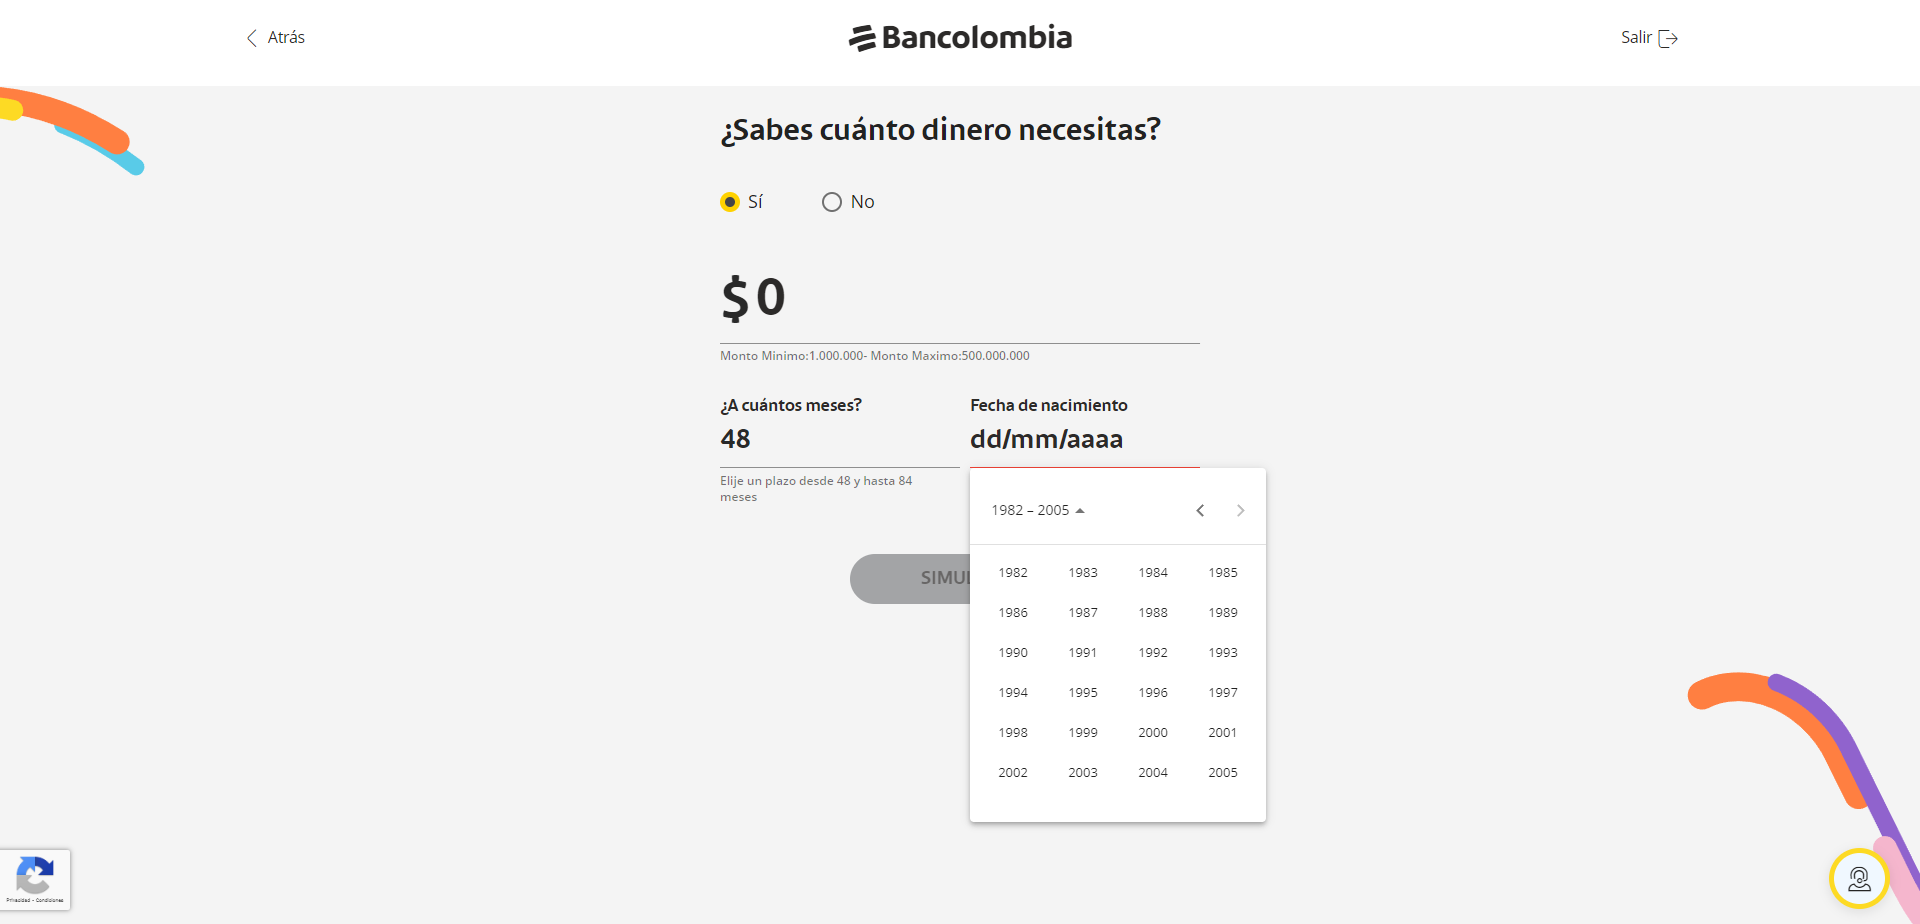 Atrás
Bancolombia
Salir
¿Sabes cuánto dinero necesitas?
Sí
No
$ 0
Monto Minimo:1.000.000- Monto Maximo:500.000.000
¿A cuántos meses?
Fecha de nacimiento
48
dd/mm/aaaa
Elije un plazo desde 48 y hasta 84
meses
1982 – 2005
SIMUL
1982 1983 1984 1985
1986 1987 1988 1989
1990 1991 1992 1993
1994 1995 1996 1997
1998 1999 2000 2001
2002 2003 2004 2005
Privacidad - Condiciones